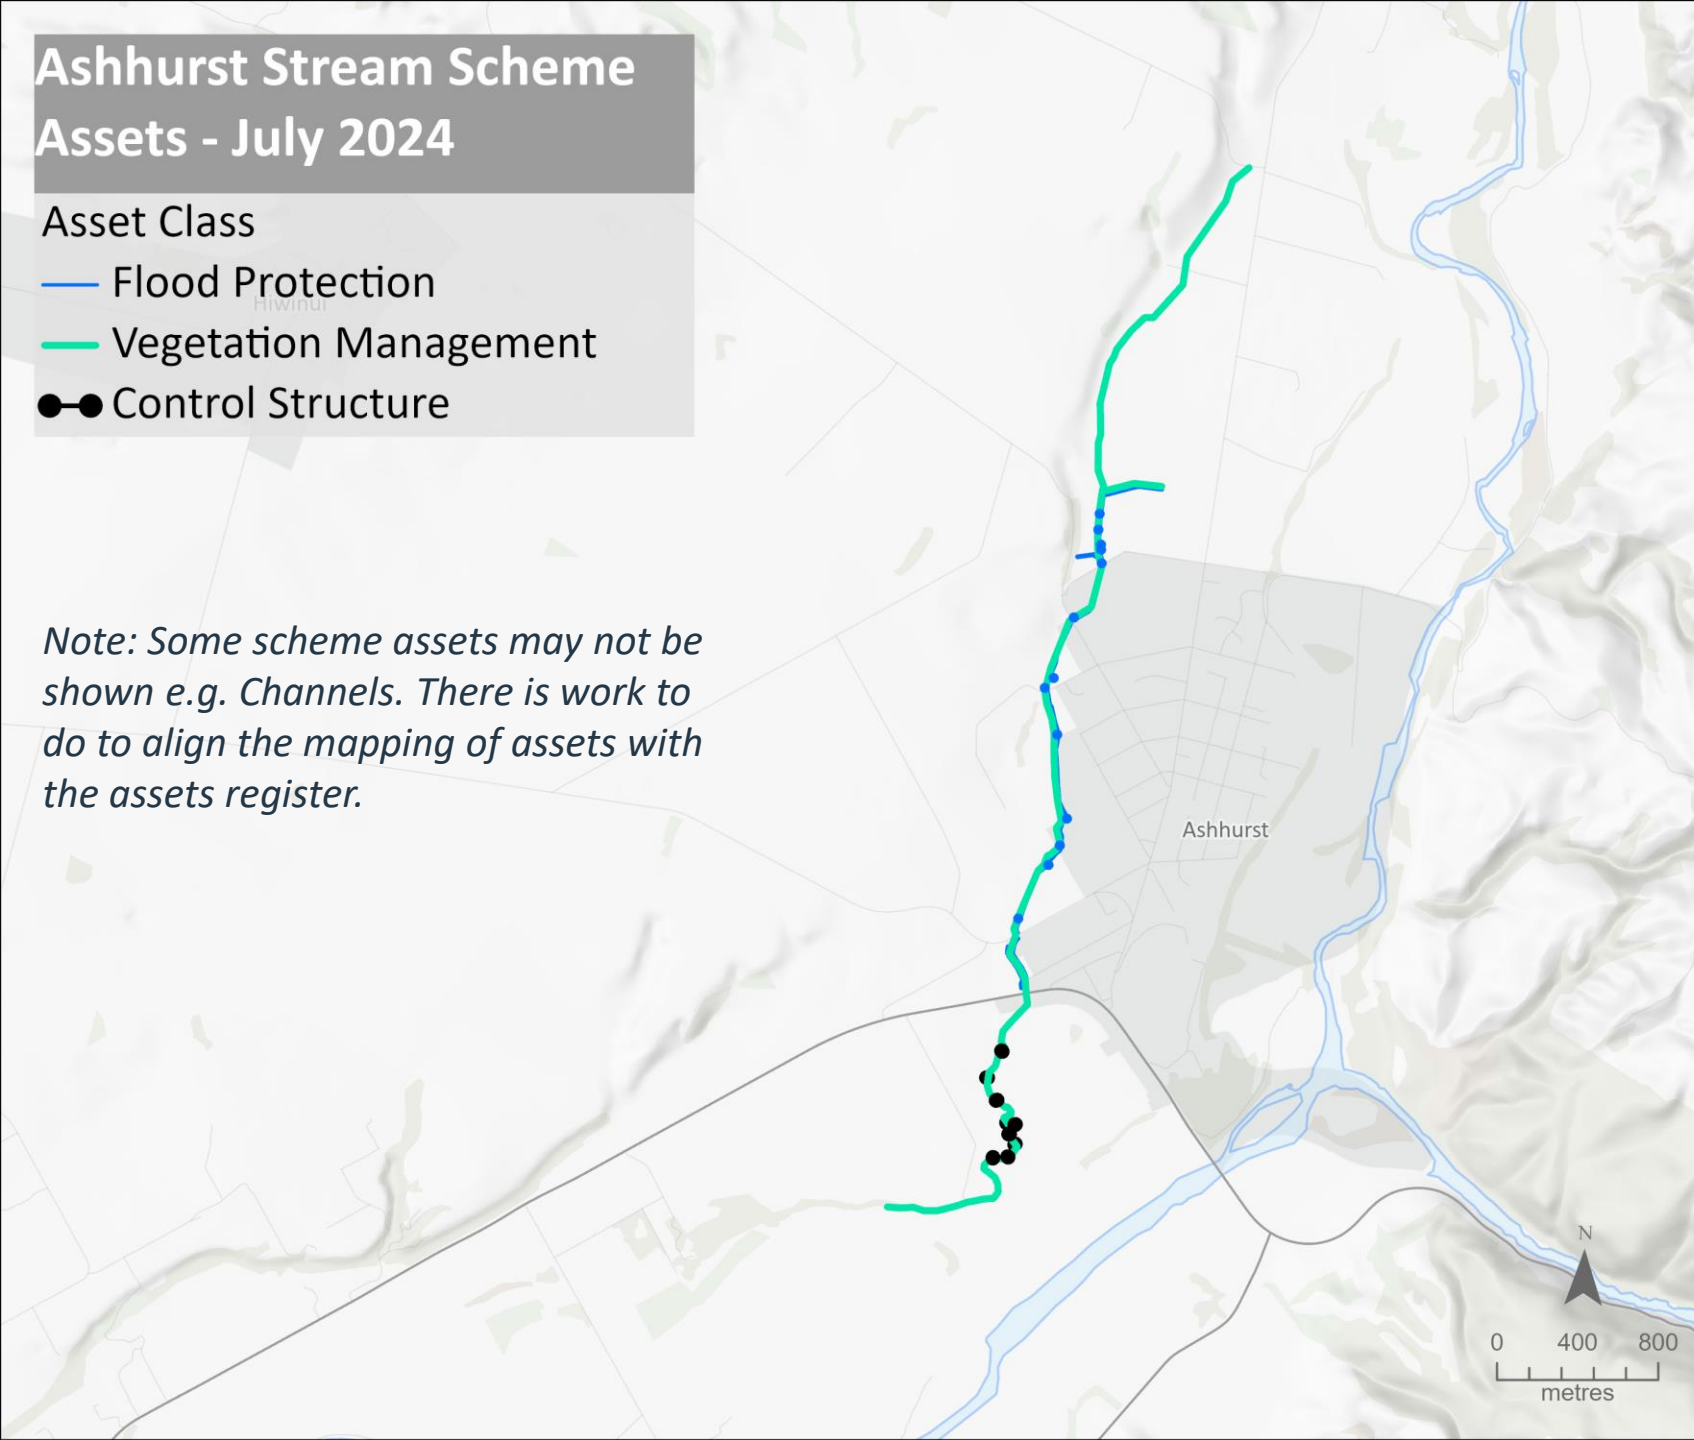 Ashhurst Stream Scheme
Assets - July 2024
Asset Class
Flood Protection
Hiwinui
Vegetation Management
Control Structure
Note: Some scheme assets may not be
shown e.g. Channels. There is work to
do to align the mapping of assets with
the assets register.
Ashhurst
N
0 400 800
metres